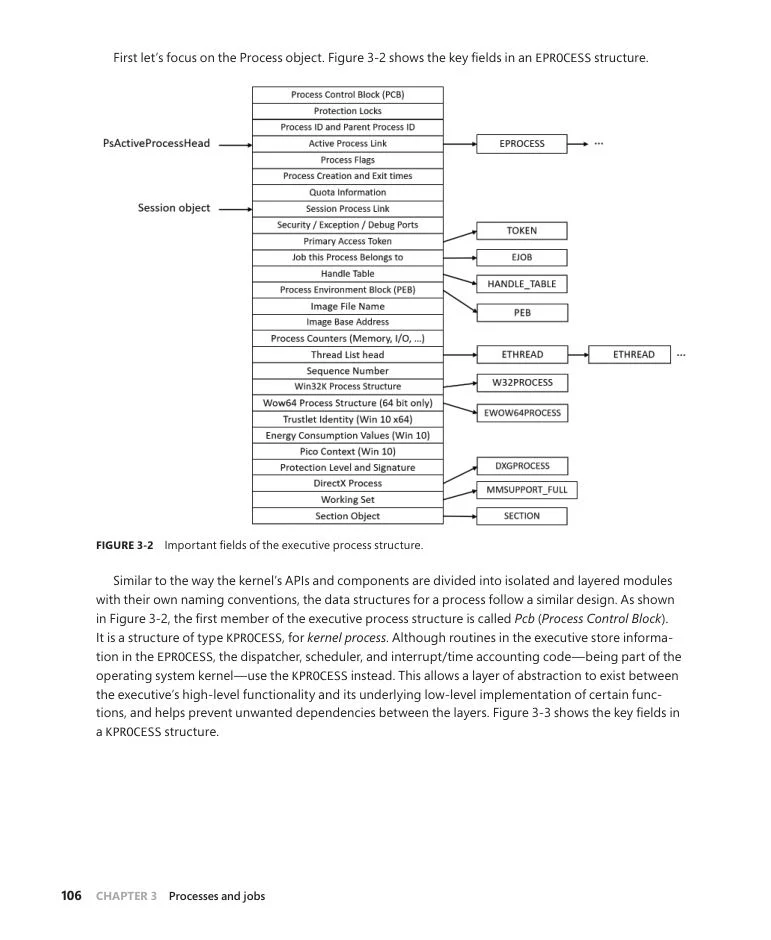 First let’s focus on the Process object. Figure 3-2 shows the key fields in an EPROCESS structure.
Process Control Block (PCB)
Protection Locks
Process ID and Parent Process ID
PsActiveProcessHead
Active Process Link
EPROCESS
...
Process Flags
Process Creation and Exit times
Quota Information
Session object
Session Process Link
Security / Exception / Debug Ports
TOKEN
Primary Access Token
Job this Process Belongs to
EJOB
Handle Table
HANDLE_TABLE
Process Environment Block (PEB)
Image File Name
PEB
Image Base Address
Process Counters (Memory, I/O, ...)
Thread List head
ETHREAD
ETHREAD
...
Sequence Number
Win32K Process Structure
W32PROCESS
Wow64 Process Structure (64 bit only)
EWOW64PROCESS
Trustlet Identity (Win 10 x64)
Energy Consumption Values (Win 10)
Pico Context (Win 10)
Protection Level and Signature
DXGPROCESS
DirectX Process
MMSUPPORT_FULL
Working Set
Section Object
SECTION
FIGURE 3-2 Important fields of the executive process structure.
Similar to the way the kernel’s APIs and components are divided into isolated and layered modules
with their own naming conventions, the data structures for a process follow a similar design. As shown
in Figure 3-2, the first member of the executive process structure is called Pcb (Process Control Block).
It is a structure of type KPROCESS, for kernel process. Although routines in the executive store informa-
tion in the EPROCESS, the dispatcher, scheduler, and interrupt/time accounting code—being part of the
operating system kernel—use the KPROCESS instead. This allows a layer of abstraction to exist between
the executive’s high-level functionality and its underlying low-level implementation of certain func-
tions, and helps prevent unwanted dependencies between the layers. Figure 3-3 shows the key fields in
a KPROCESS structure.
106 CHAPTER 3 Processes and jobs